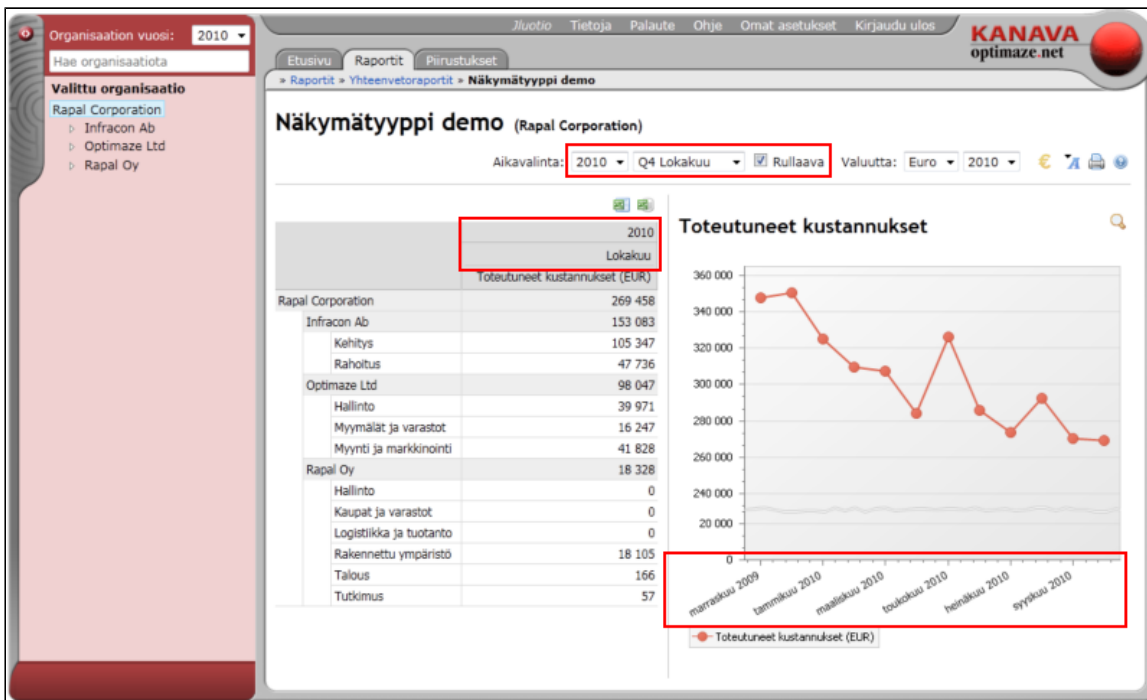 Jluotio Tietoja Palaute Ohje Omat asetukset Kirjaudu ulos
KANAVA
optimaze.net
Organisaation vuosi: 2010
Hae organisaatiota
Valittu organisaatio
Rapal Corporation
Infracon Ab
Optimaze Ltd
Rapal Oy
Etusivu Raportit Piirustukset
» Raportit » Yhteenvetoraportit » Näkymätyyppi demo
Näkymätyyppi demo (Rapal Corporation)
Aikavalinta: 2010 Q4 Lokakuu Rullaava Valuutta: Euro 2010
2010
Lokakuu
Toteutuneet kustannukset (EUR)
Rapal Corporation 269 458
Infracon Ab 153 083
Kehitys 105 347
Rahoitus 47 736
Optimaze Ltd 98 047
Hallinto 39 971
Myymälät ja varastot 16 247
Myynti ja markkinointi 41 828
Rapal Oy 18 328
Hallinto 0
Kaupat ja varastot 0
Logistiikka ja tuotanto 0
Rakennettu ympäristö 18 105
Talous 166
Tutkimus 57
Toteutuneet kustannukset
360 000
340 000
320 000
300 000
280 000
260 000
240 000
20 000
0
marraskuu 2009 tammikuu 2010 maaliskuu 2010 toukokuu 2010 heinäkuu 2010 syyskuu 2010
Toteutuneet kustannukset (EUR)